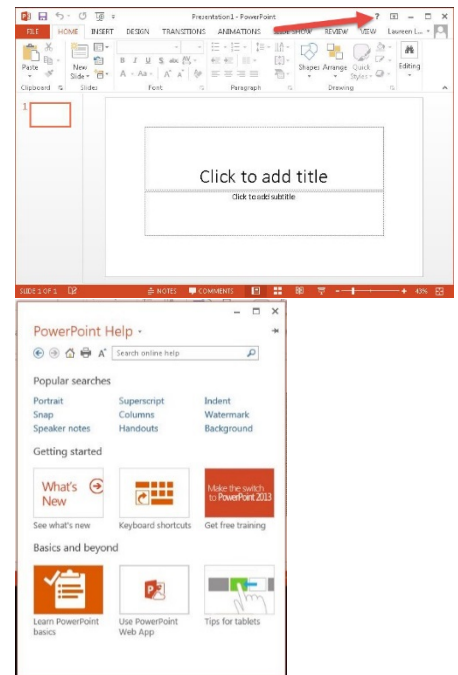 Presentation1 - PowerPoint ?
FILE HOME INSERT DESIGN TRANSITIONS ANIMATIONS SLIDE SHOW REVIEW VIEW Laureen L...
Paste New Slide Shapes Arrange Quick Styles Editing
B I U S abc AV
A Aa A A
Clipboard Slides Font Paragraph Drawing
1
Click to add title
Click to add subtitle
SLIDE 1 OF 1 NOTES COMMENTS 43%
PowerPoint Help
A Search online help
Popular searches
Portrait Superscript Indent
Snap Columns Watermark
Speaker notes Handouts Background
Getting started
What's New
Make the switch
to PowerPoint 2013
See what's new Keyboard shortcuts Get free training
Basics and beyond
P
Learn PowerPoint basics Use PowerPoint Web App Tips for tablets